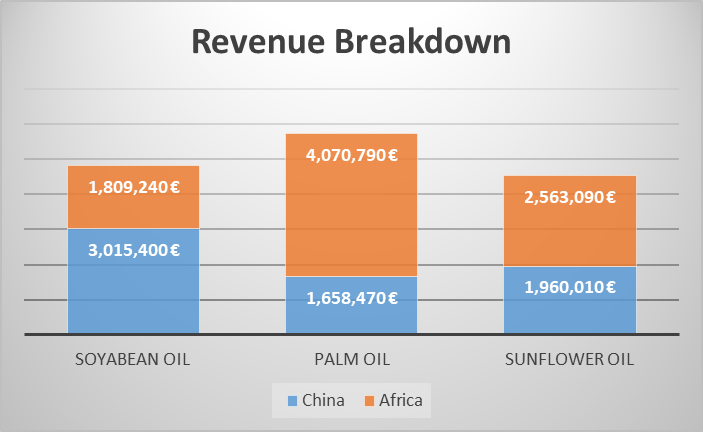 Revenue Breakdown
1,809,240 €
3,015,400 €
4,070,790 €
1,658,470 €
2,563,090 €
1,960,010 €
SOYABEAN OIL
PALM OIL
SUNFLOWER OIL
China
Africa